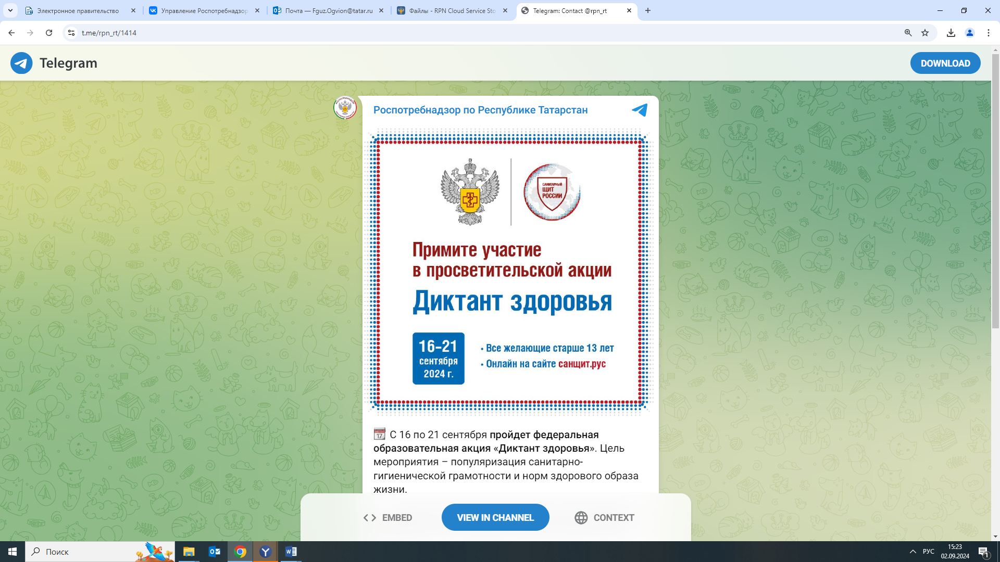 Электронное правительство
Управление Роспотребнадзор
Почта — Fguz.Ogvion@tatar.ru
Файлы - RPN Cloud Service Sto
Telegram: Contact @rpn_rt
t.me/rpn_rt/1414
Telegram
DOWNLOAD
Роспотребнадзор по Республике Татарстан
САНИТАРНЫЙ
ЩИТ
РОССИИ
Примите участие
в просветительской акции
Диктант здоровья
16-21
сентября
2024 г.
• Все желающие старше 13 лет
• Онлайн на сайте санщит.рус
17 С 16 по 21 сентября пройдет федеральная
образовательная акция «Диктант здоровья». Цель
мероприятия – популяризация санитарно-
гигиенической грамотности и норм здорового образа
жизни.
EMBED
VIEW IN CHANNEL
CONTEXT
Поиск
РУС
15:23
02.09.2024
1